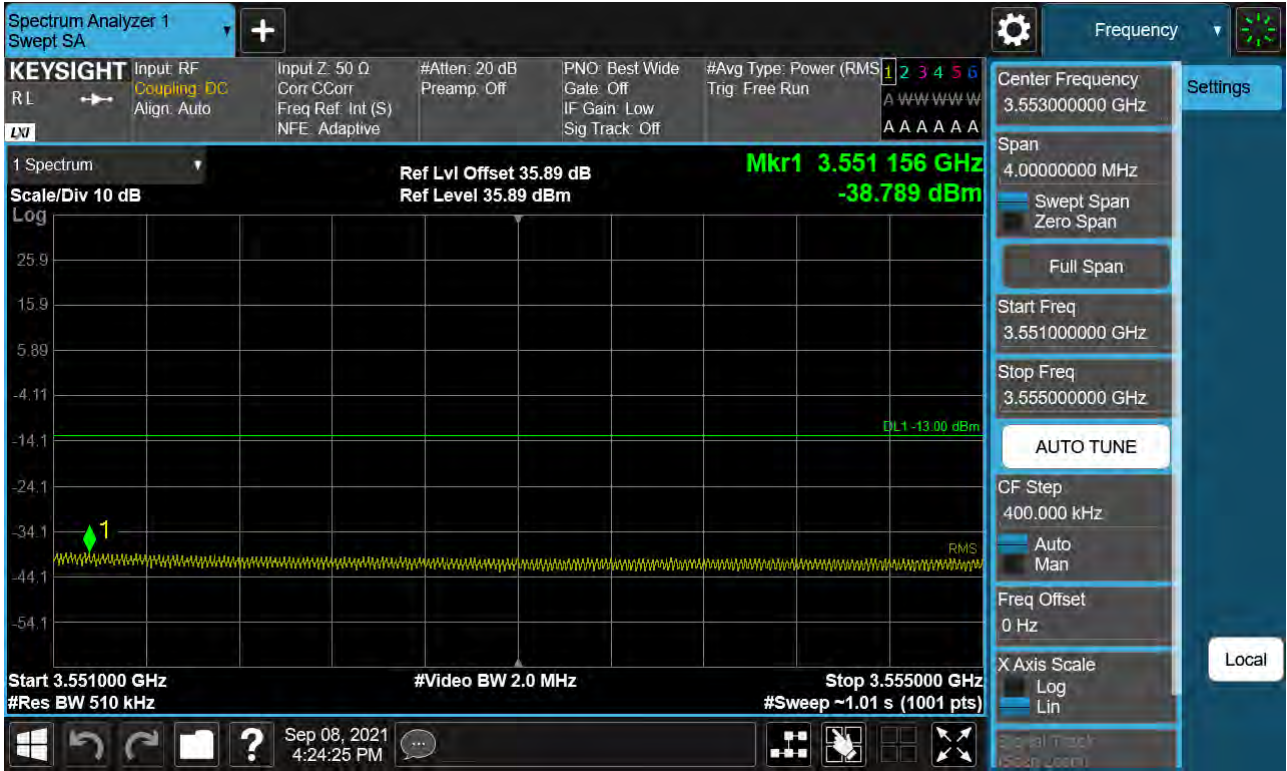 Spectrum Analyzer 1
Swept SA
Frequency
KEYSIGHT
RL
LXI
Input: RF
Coupling: DC
Align: Auto
Input Z: 50 Ω
Corr CCorr
Freq Ref: Int (S)
NFE: Adaptive
#Atten: 20 dB
Preamp: Off
PNO: Best Wide
Gate: Off
IF Gain: Low
Sig Track: Off
#Avg Type: Power (RMS
Trig: Free Run
1 2 3 4 5 6
A W W W W W
A A A A A A
1 Spectrum
Scale/Div 10 dB
Ref Lvl Offset 35.89 dB
Ref Level 35.89 dBm
Mkr1 3.551 156 GHz
-38.789 dBm
Log
25.9
15.9
5.89
-4.11
-14.1
-24.1
-34.1
-44.1
-54.1
DL1 -13.00 dBm
1
RMS
Start 3.551000 GHz
#Res BW 510 kHz
#Video BW 2.0 MHz
Stop 3.555000 GHz
#Sweep ~1.01 s (1001 pts)
Center Frequency
3.553000000 GHz
Span
4.00000000 MHz
Swept Span
Zero Span
Full Span
Start Freq
3.551000000 GHz
Stop Freq
3.555000000 GHz
AUTO TUNE
CF Step
400.000 kHz
Auto
Man
Freq Offset
0 Hz
X Axis Scale
Log
Lin
Signal Track
(Span Zoom)
Settings
Local
?
Sep 08, 2021
4:24:25 PM